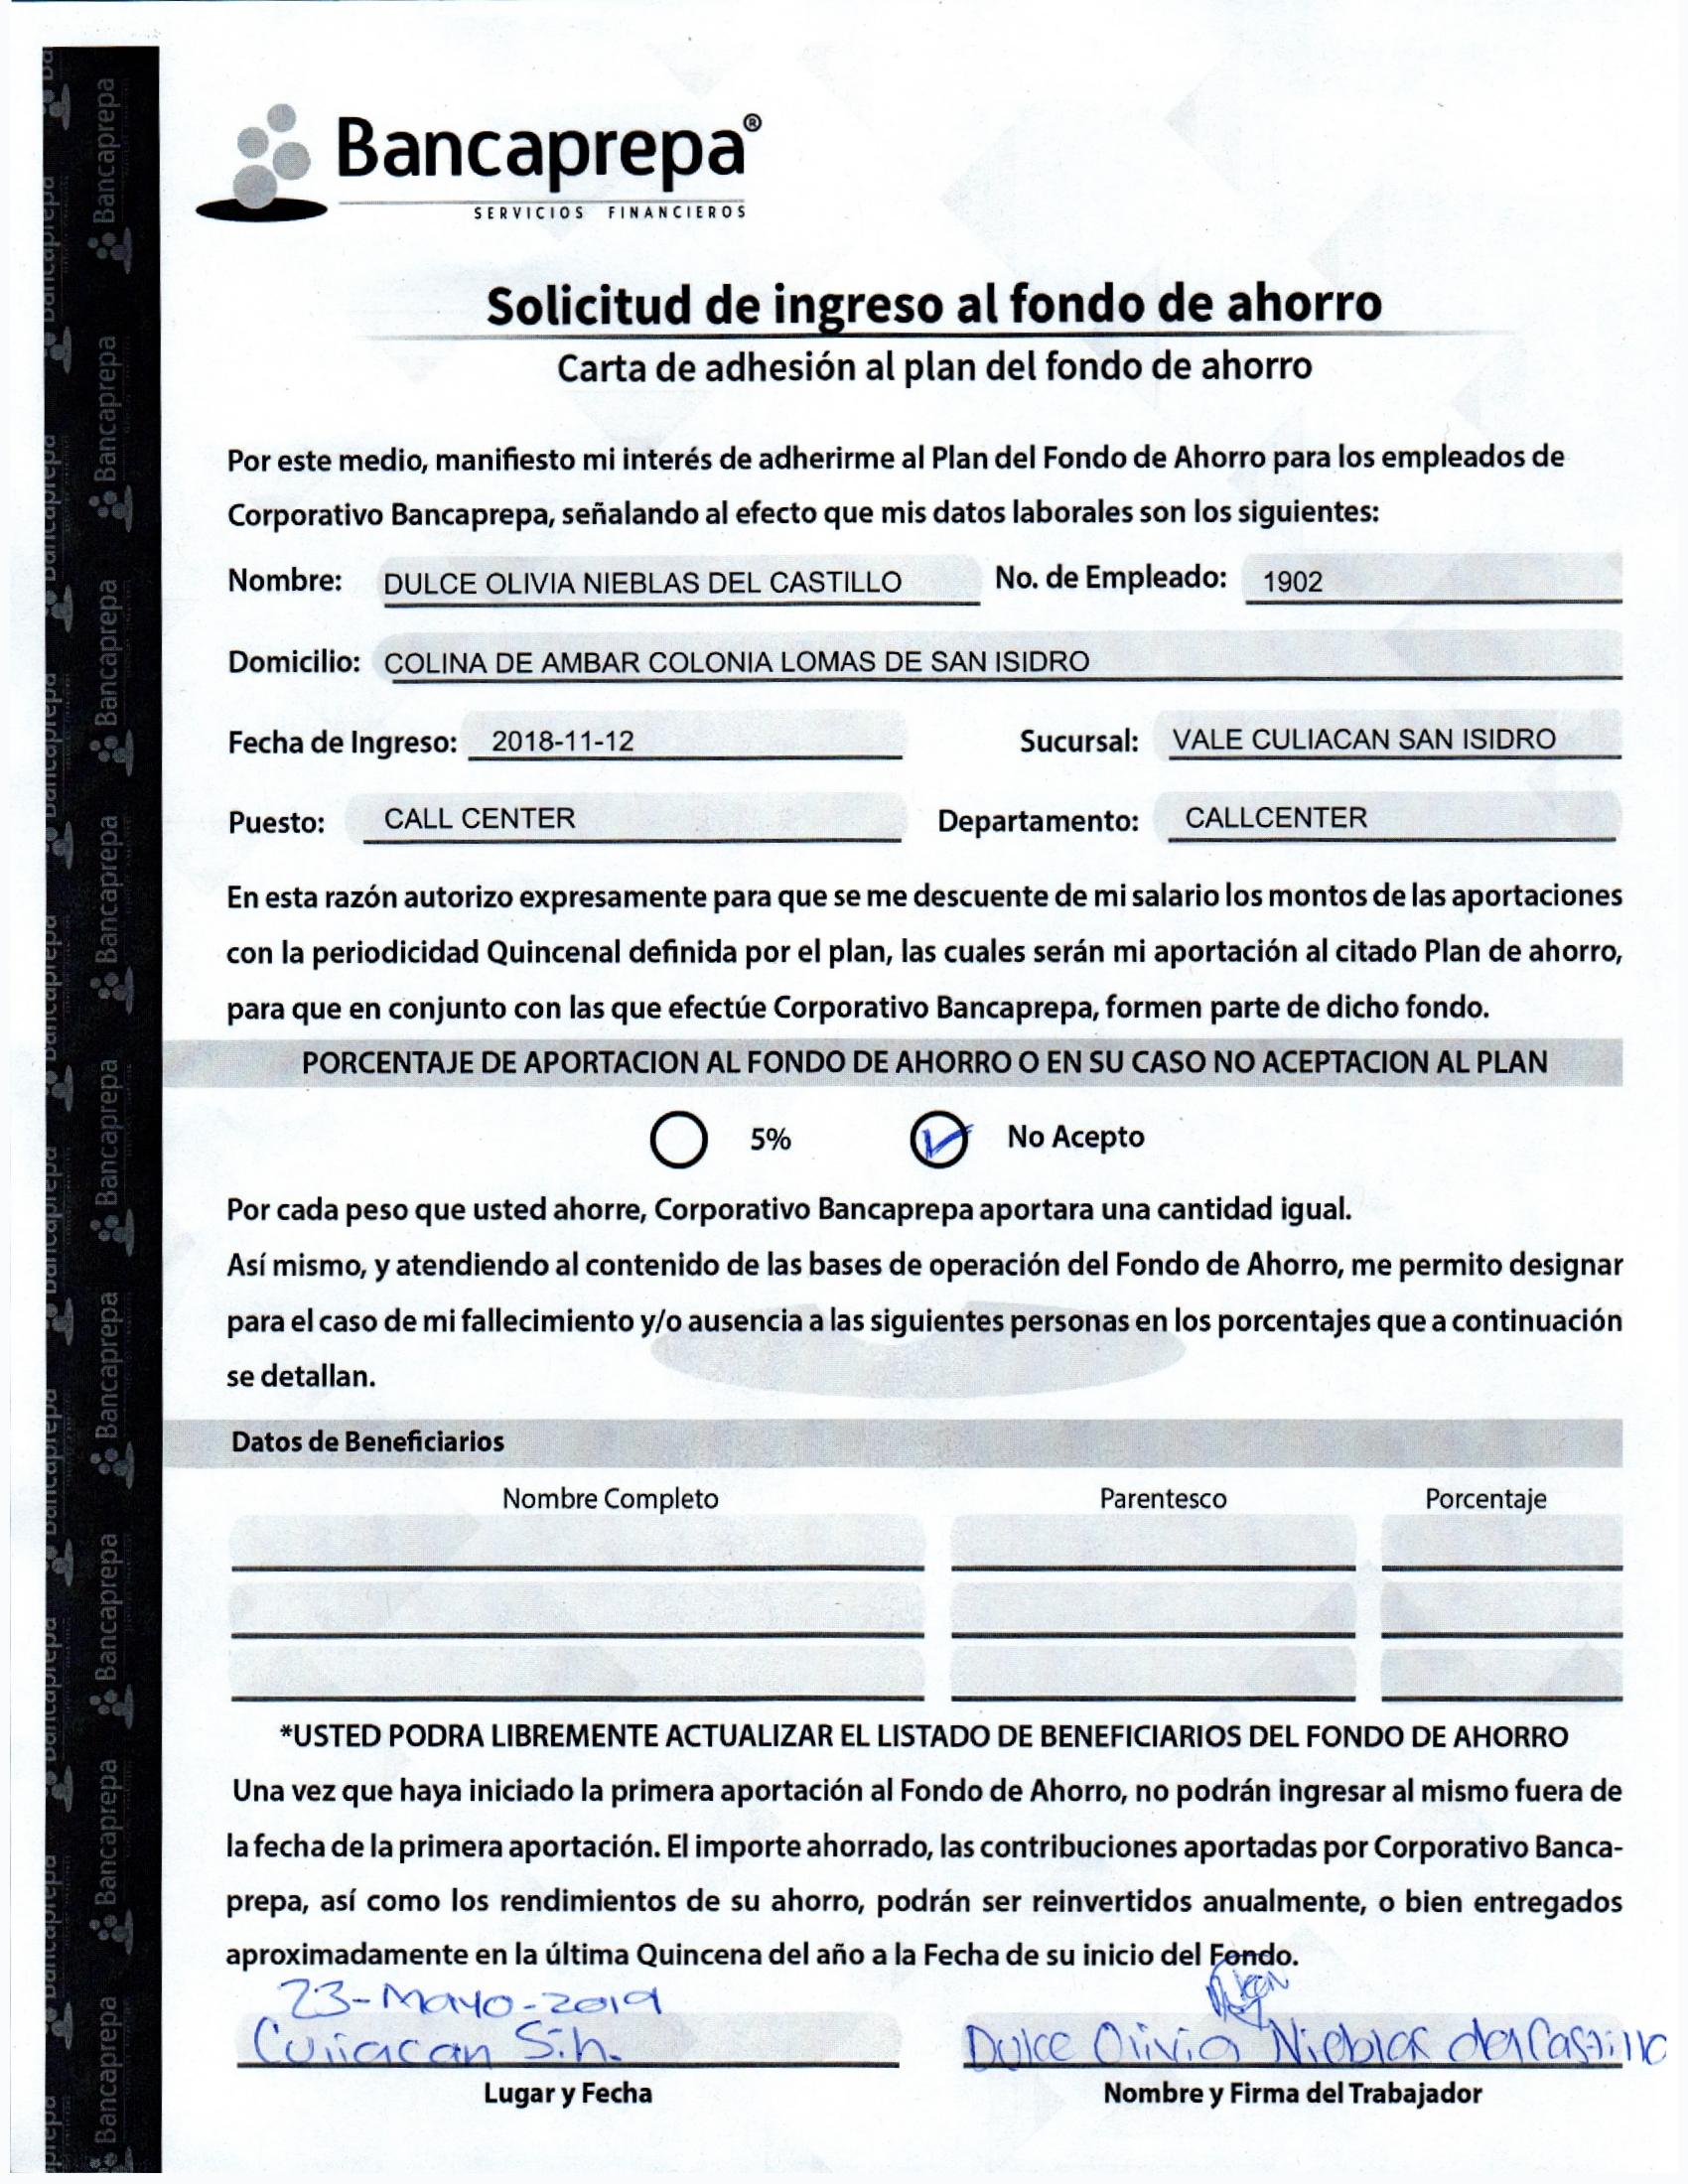 Bancaprepa®
SERVICIOS FINANCIEROS
Solicitud de ingreso al fondo de ahorro
Carta de adhesión al plan del fondo de ahorro
Por este medio, manifiesto mi interés de adherirme al Plan del Fondo de Ahorro para los empleados de
Corporativo Bancaprepa, señalando al efecto que mis datos laborales son los siguientes:
Nombre: DULCE OLIVIA NIEBLAS DEL CASTILLO No. de Empleado: 1902
Domicilio: COLINA DE AMBAR COLONIA LOMAS DE SAN ISIDRO
Fecha de Ingreso: 2018-11-12 Sucursal: VALE CULIACAN SAN ISIDRO
Puesto: CALL CENTER Departamento: CALLCENTER
En esta razón autorizo expresamente para que se me descuente de mi salario los montos de las aportaciones
con la periodicidad Quincenal definida por el plan, las cuales serán mi aportación al citado Plan de ahorro,
para que en conjunto con las que efectúe Corporativo Bancaprepa, formen parte de dicho fondo.
PORCENTAJE DE APORTACION AL FONDO DE AHORRO O EN SU CASO NO ACEPTACION AL PLAN
5% No Acepto
Por cada peso que usted ahorre, Corporativo Bancaprepa aportara una cantidad igual.
Así mismo, y atendiendo al contenido de las bases de operación del Fondo de Ahorro, me permito designar
para el caso de mi fallecimiento y/o ausencia a las siguientes personas en los porcentajes que a continuación
se detallan.
Datos de Beneficiarios
Nombre Completo Parentesco Porcentaje
*USTED PODRA LIBREMENTE ACTUALIZAR EL LISTADO DE BENEFICIARIOS DEL FONDO DE AHORRO
Una vez que haya iniciado la primera aportación al Fondo de Ahorro, no podrán ingresar al mismo fuera de
la fecha de la primera aportación. El importe ahorrado, las contribuciones aportadas por Corporativo Banca-
prepa, así como los rendimientos de su ahorro, podrán ser reinvertidos anualmente, o bien entregados
aproximadamente en la última Quincena del año a la Fecha de su inicio del Fondo.
23-Mayo-2019
Culiacan Sin. Dulce Olivia Nieblas del Castillo
Lugar y Fecha Nombre y Firma del Trabajador